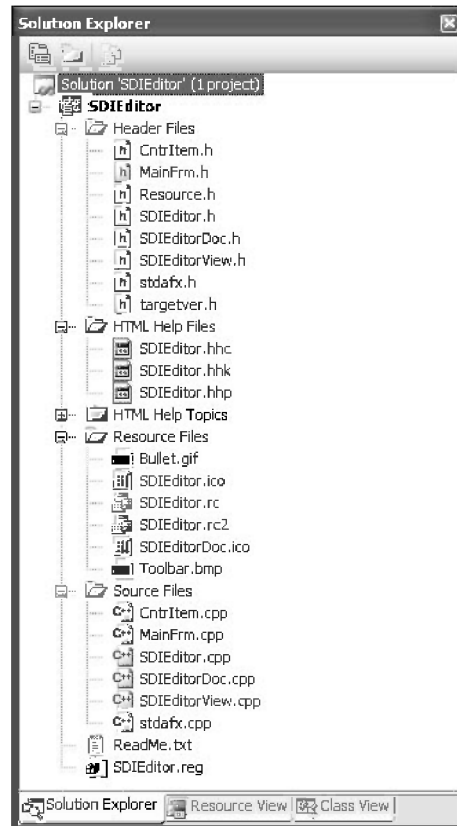 Solution Explorer
Solution 'SDIEditor' (1 project)
SDIEditor
Header Files
CntrItem.h
MainFrm.h
Resource.h
SDIEditor.h
SDIEditorDoc.h
SDIEditorView.h
stdafx.h
targetver.h
HTML Help Files
SDIEditor.hhc
SDIEditor.hhk
SDIEditor.hhp
HTML Help Topics
Resource Files
Bullet.gif
SDIEditor.ico
SDIEditor.rc
SDIEditor.rc2
SDIEditorDoc.ico
Toolbar.bmp
Source Files
CntrItem.cpp
MainFrm.cpp
SDIEditor.cpp
SDIEditorDoc.cpp
SDIEditorView.cpp
stdafx.cpp
ReadMe.txt
SDIEditor.reg
Solution Explorer Resource View Class View